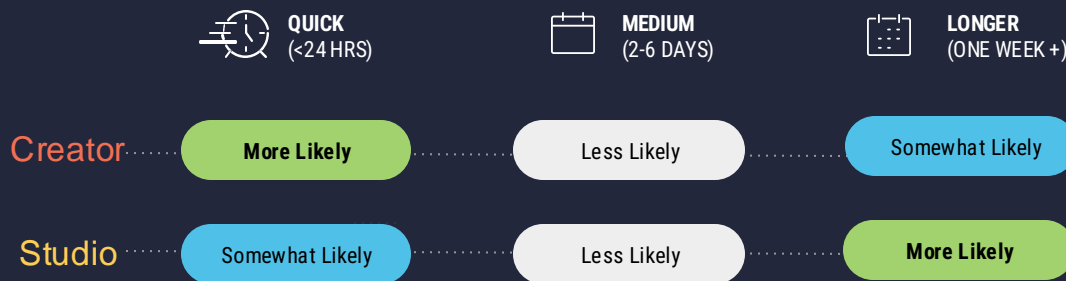 QUICK
(<24 HRS)
MEDIUM
(2-6 DAYS)
LONGER
(ONE WEEK +)
Creator
More Likely
Less Likely
Somewhat Likely
Studio
Somewhat Likely
Less Likely
More Likely